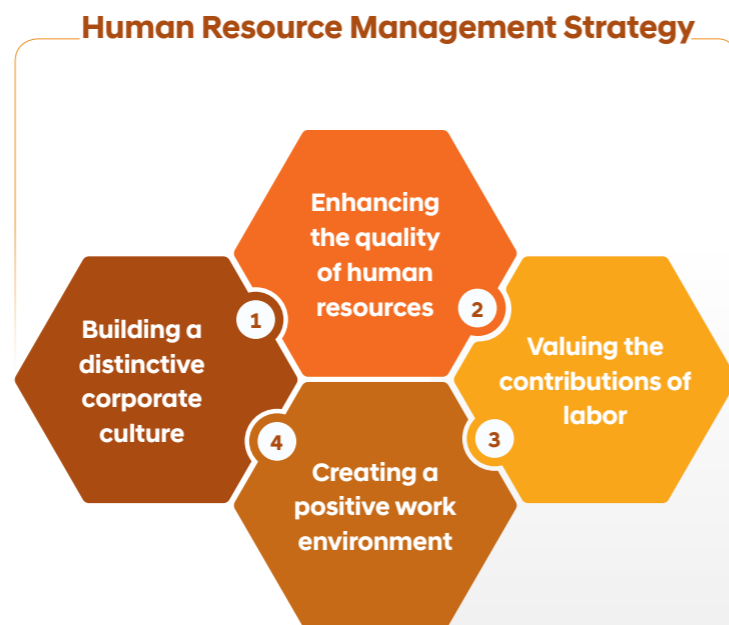 Human Resource Management Strategy
1
Building a
distinctive
corporate
culture
2
Enhancing
the quality
of human
resources
3
Valuing the
contributions of
labor
4
Creating a
positive work
environment